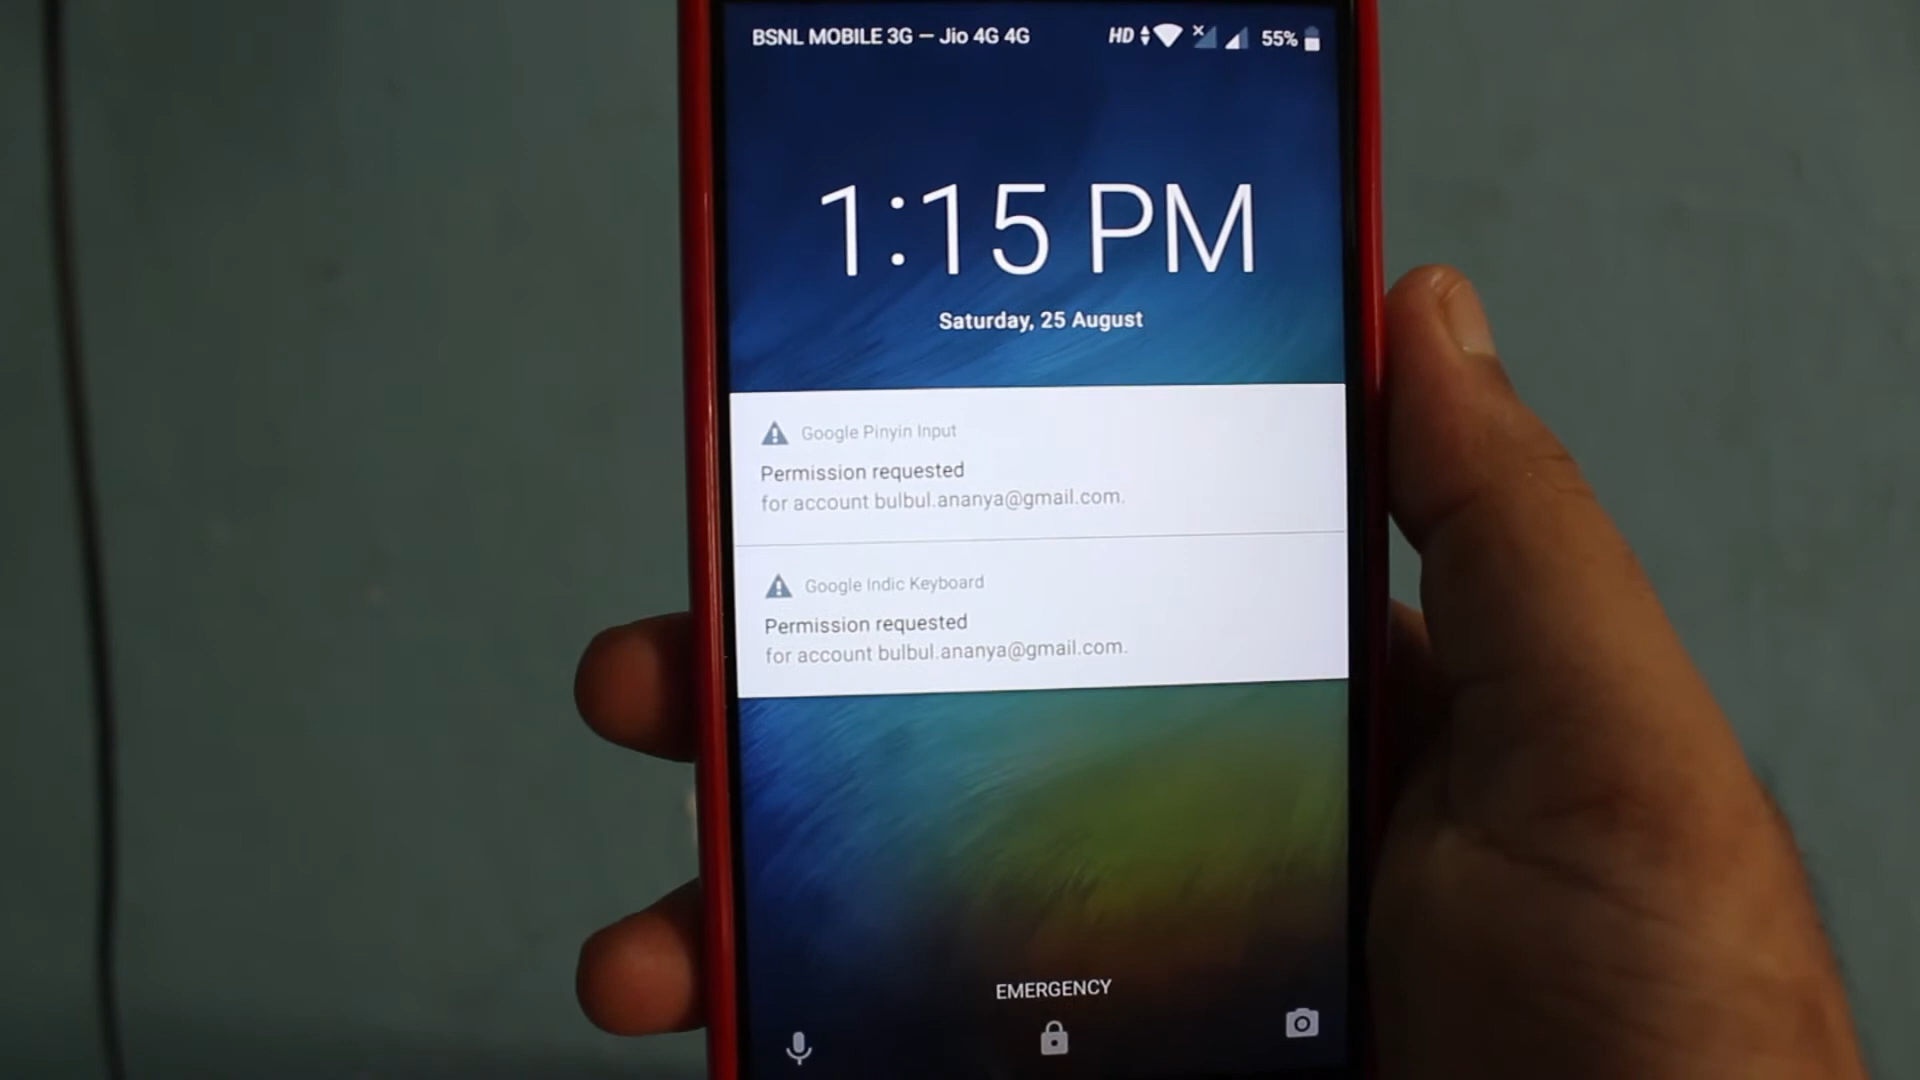 BSNL MOBILE 3G — Jio 4G 4G HD 55%
1:15 PM
Saturday, 25 August
Google Pinyin Input
Permission requested
for account bulbul.ananya@gmail.com.
Google Indic Keyboard
Permission requested
for account bulbul.ananya@gmail.com.
EMERGENCY